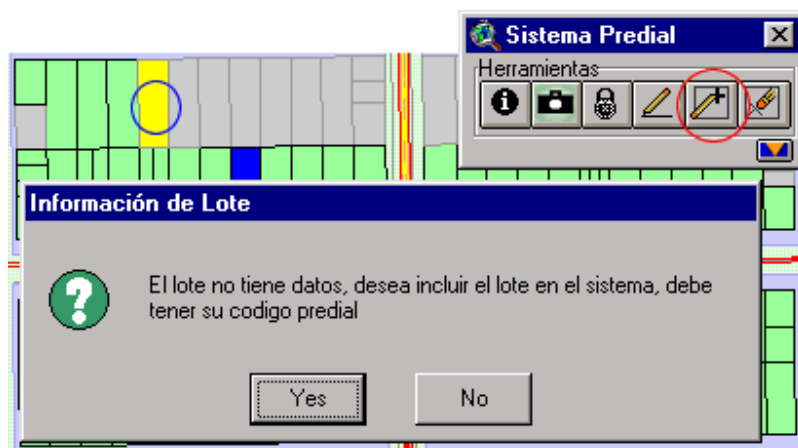 Sistema Predial
Herramientas
Información de Lote
El lote no tiene datos, desea incluir el lote en el sistema, debe
tener su codigo predial
Yes
No